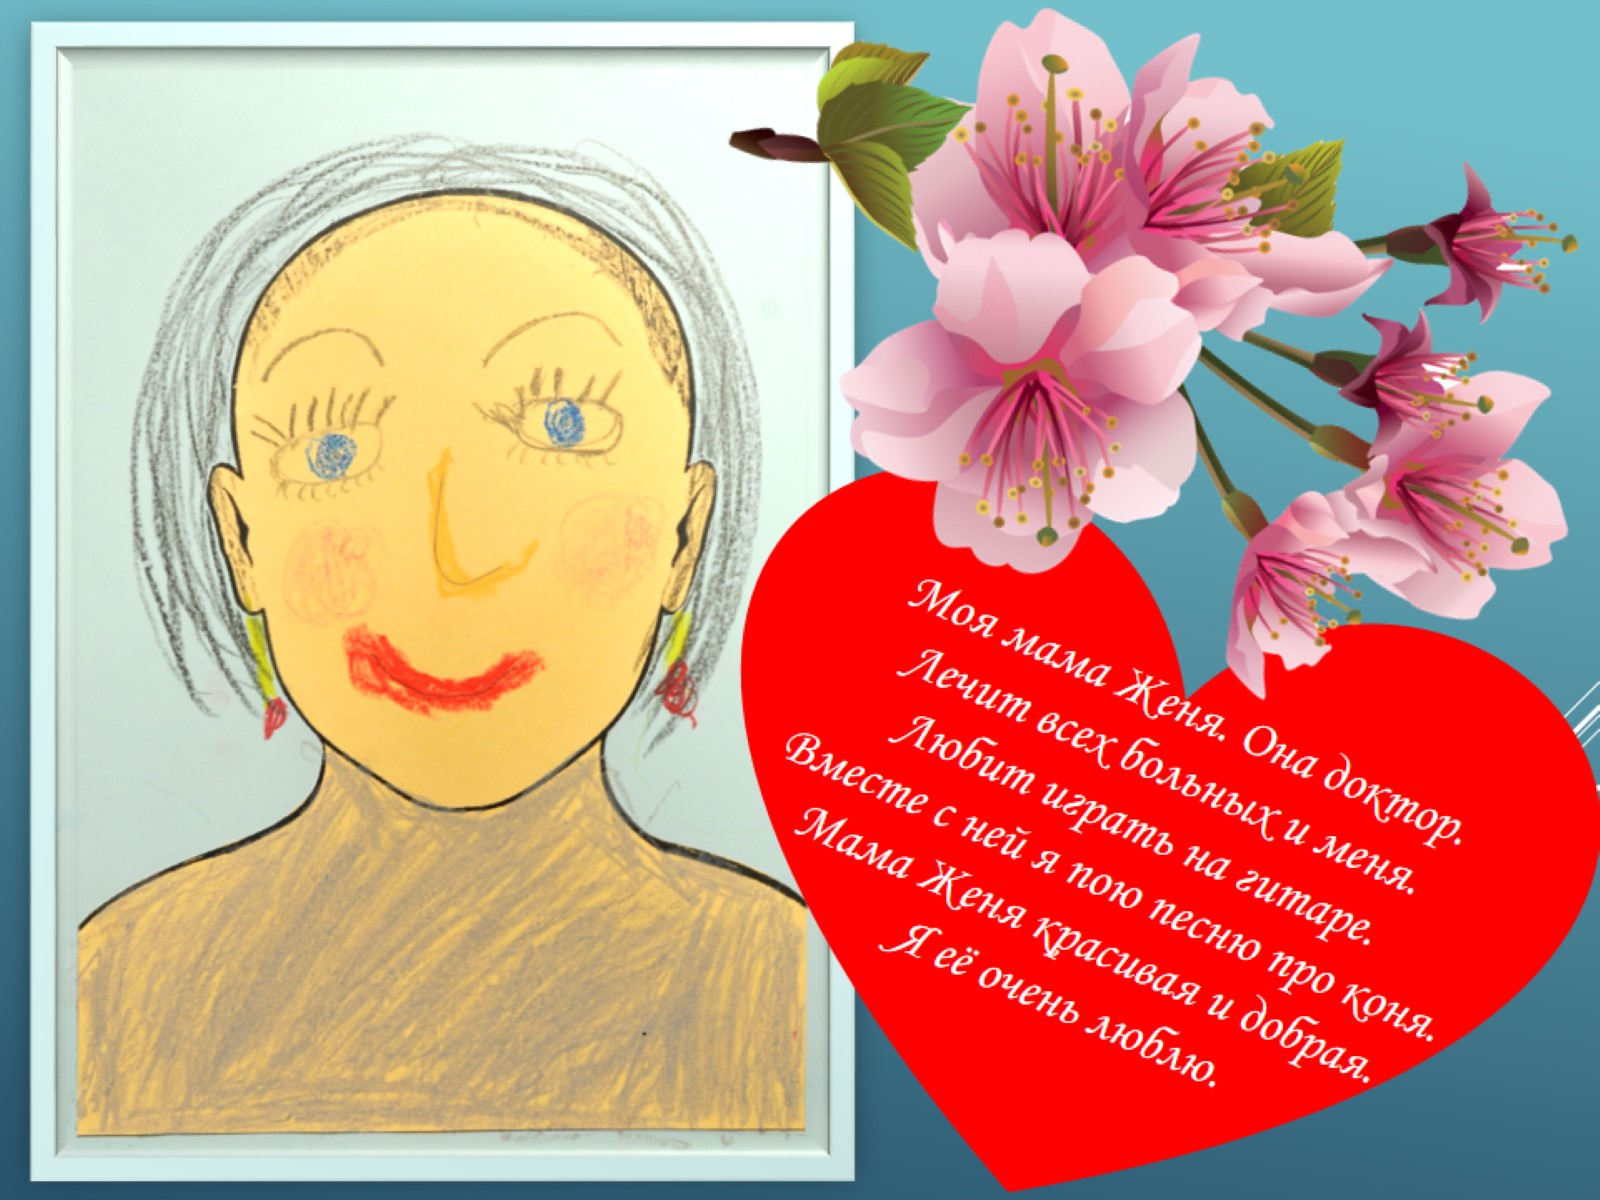 Моя мама Женя. Она доктор.
Лечит всех больных и меня.
Любит играть на гитаре.
Вместе с ней я пою песню про коня.
Мама Женя красивая и добрая.
Я её очень люблю.